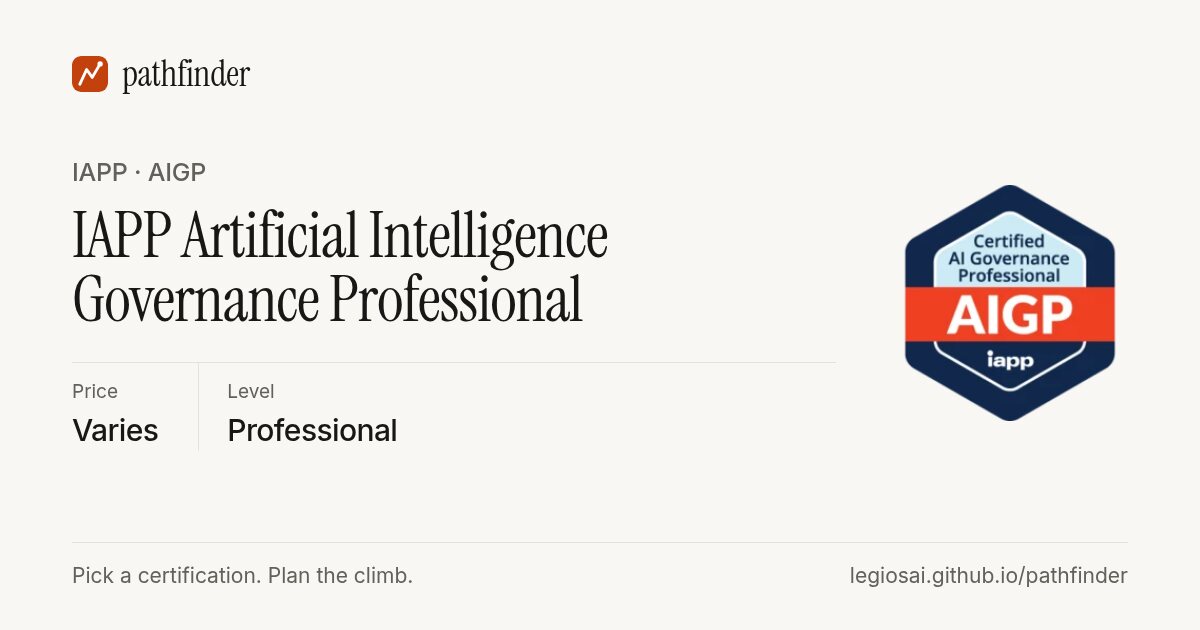 pathfinder
IAPP · AIGP
IAPP Artificial Intelligence
Governance Professional
Certified
AI Governance
Professional
AIGP
iapp
Price
Varies
Level
Professional
Pick a certification. Plan the climb.
legiosai.github.io/pathfinder